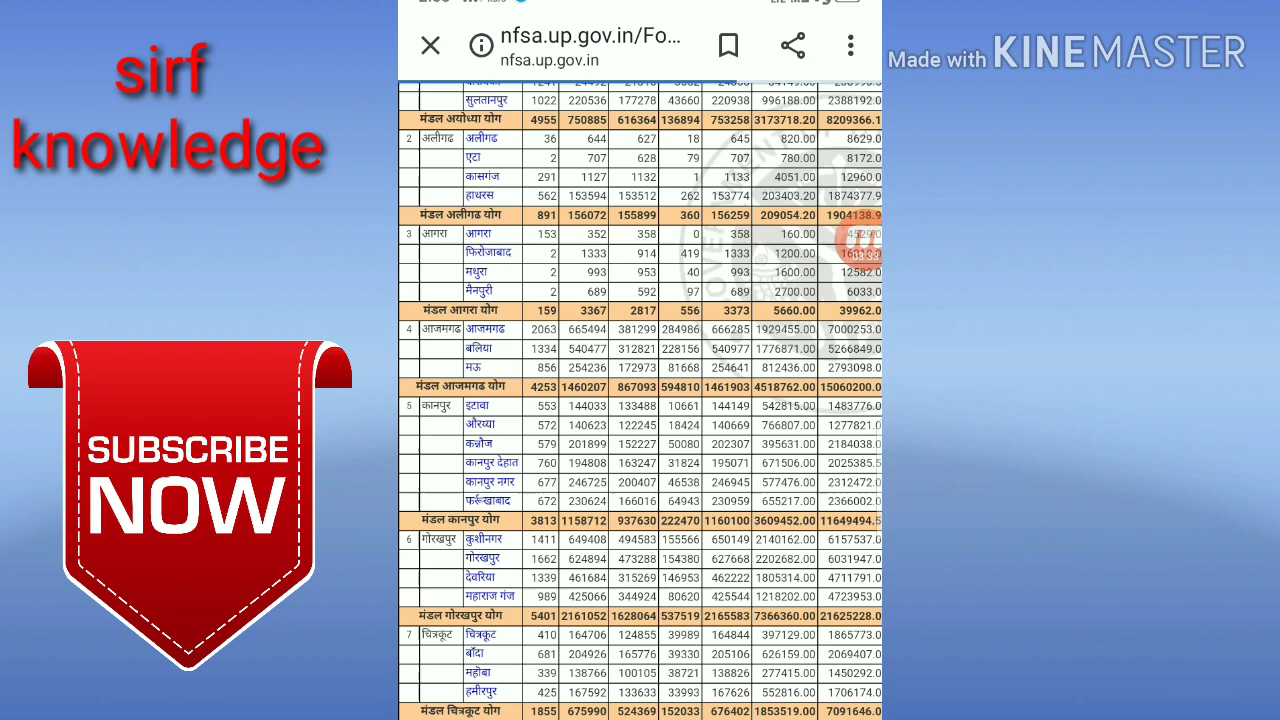 sirf
knowledge
SUBSCRIBE
NOW
nfsa.up.gov.in/Fo...
nfsa.up.gov.in
Made with KINEMASTER
सुलतानपुर 1022 220536 177278 43660 220938 996188.00 2388192.0
मंडल अयोध्या योग 4955 750885 616364 136894 753258 3173718.20 8209366.1
2 अलीगढ अलीगढ 36 644 627 18 645 820.00 8629.0
एटा 2 707 628 79 707 780.00 8172.0
कासगंज 291 1127 1132 1 1133 4051.00 12960.0
हाथरस 562 153594 153512 262 153774 203403.20 1874377.9
मंडल अलीगढ योग 891 156072 155899 360 156259 209054.20 1904138.9
3 आगरा आगरा 153 352 358 0 358 160.00 4529.0
फिरोजाबाद 2 1333 914 419 1333 1200.00
मथुरा 2 993 953 40 993 1600.00 12582.0
मैनपुरी 2 689 592 97 689 2700.00 6033.0
मंडल आगरा योग 159 3367 2817 556 3373 5660.00 39962.0
4 आजमगढ आजमगढ 2063 665494 381299 284986 666285 1929455.00 7000253.0
बलिया 1334 540477 312821 228156 540977 1776871.00 5266849.0
मऊ 856 254236 172973 81668 254641 812436.00 2793098.0
मंडल आजमगढ योग 4253 1460207 867093 594810 1461903 4518762.00 15060200.0
5 कानपुर इटावा 553 144033 133488 10661 144149 542815.00 1483776.0
औरय्या 572 140623 122245 18424 140669 766807.00 1277821.0
कन्नौज 579 201899 152227 50080 202307 395631.00 2184038.0
कानपुर देहात 760 194808 163247 31824 195071 671506.00 2025385.5
कानपुर नगर 677 246725 200407 46538 246945 577476.00 2312472.0
फर्रूखाबाद 672 230624 166016 64943 230959 655217.00 2366002.0
मंडल कानपुर योग 3813 1158712 937630 222470 1160100 3609452.00 11649494.5
6 गोरखपुर कुशीनगर 1411 649408 494583 155566 650149 2140162.00 6157537.0
गोरखपुर 1662 624894 473288 154380 627668 2202682.00 6031947.0
देवरिया 1339 461684 315269 146953 462222 1805314.00 4711791.0
महाराज गंज 989 425066 344924 80620 425544 1218202.00 4723953.0
मंडल गोरखपुर योग 5401 2161052 1628064 537519 2165583 7366360.00 21625228.0
7 चित्रकूट चित्रकूट 410 164706 124855 39989 164844 397129.00 1865773.0
बाँदा 681 204926 165776 39330 205106 626159.00 2069407.0
महोबा 339 138766 100105 38721 138826 277415.00 1450292.0
हमीरपुर 425 167592 133633 33993 167626 552816.00 1706174.0
मंडल चित्रकूट योग 1855 675990 524369 152033 676402 1853519.00 7091646.0